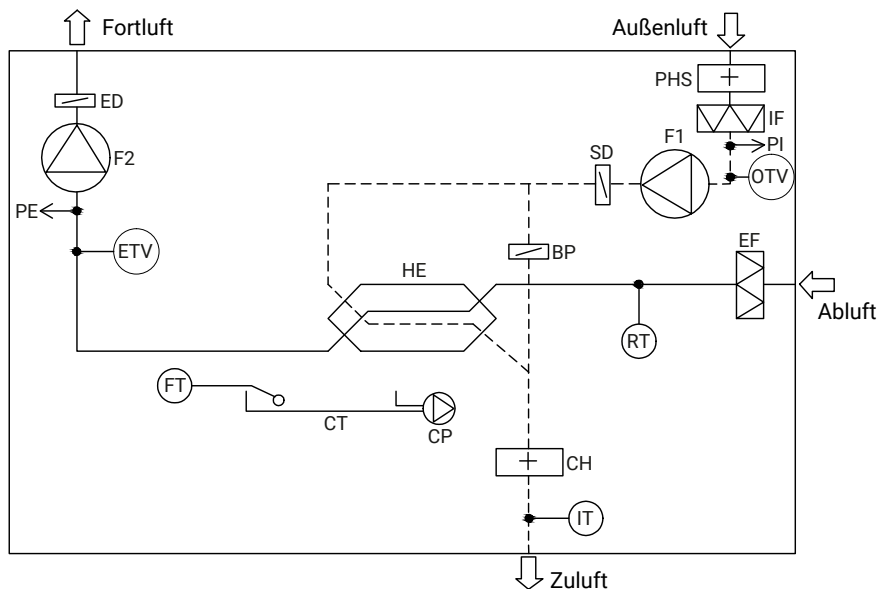 Fortluft
Außenluft
PHS
ED
IF
F1
PI
F2
SD
OTV
PE
EF
ETV
BP
HE
Abluft
RT
FT
CT
CP
CH
IT
Zuluft